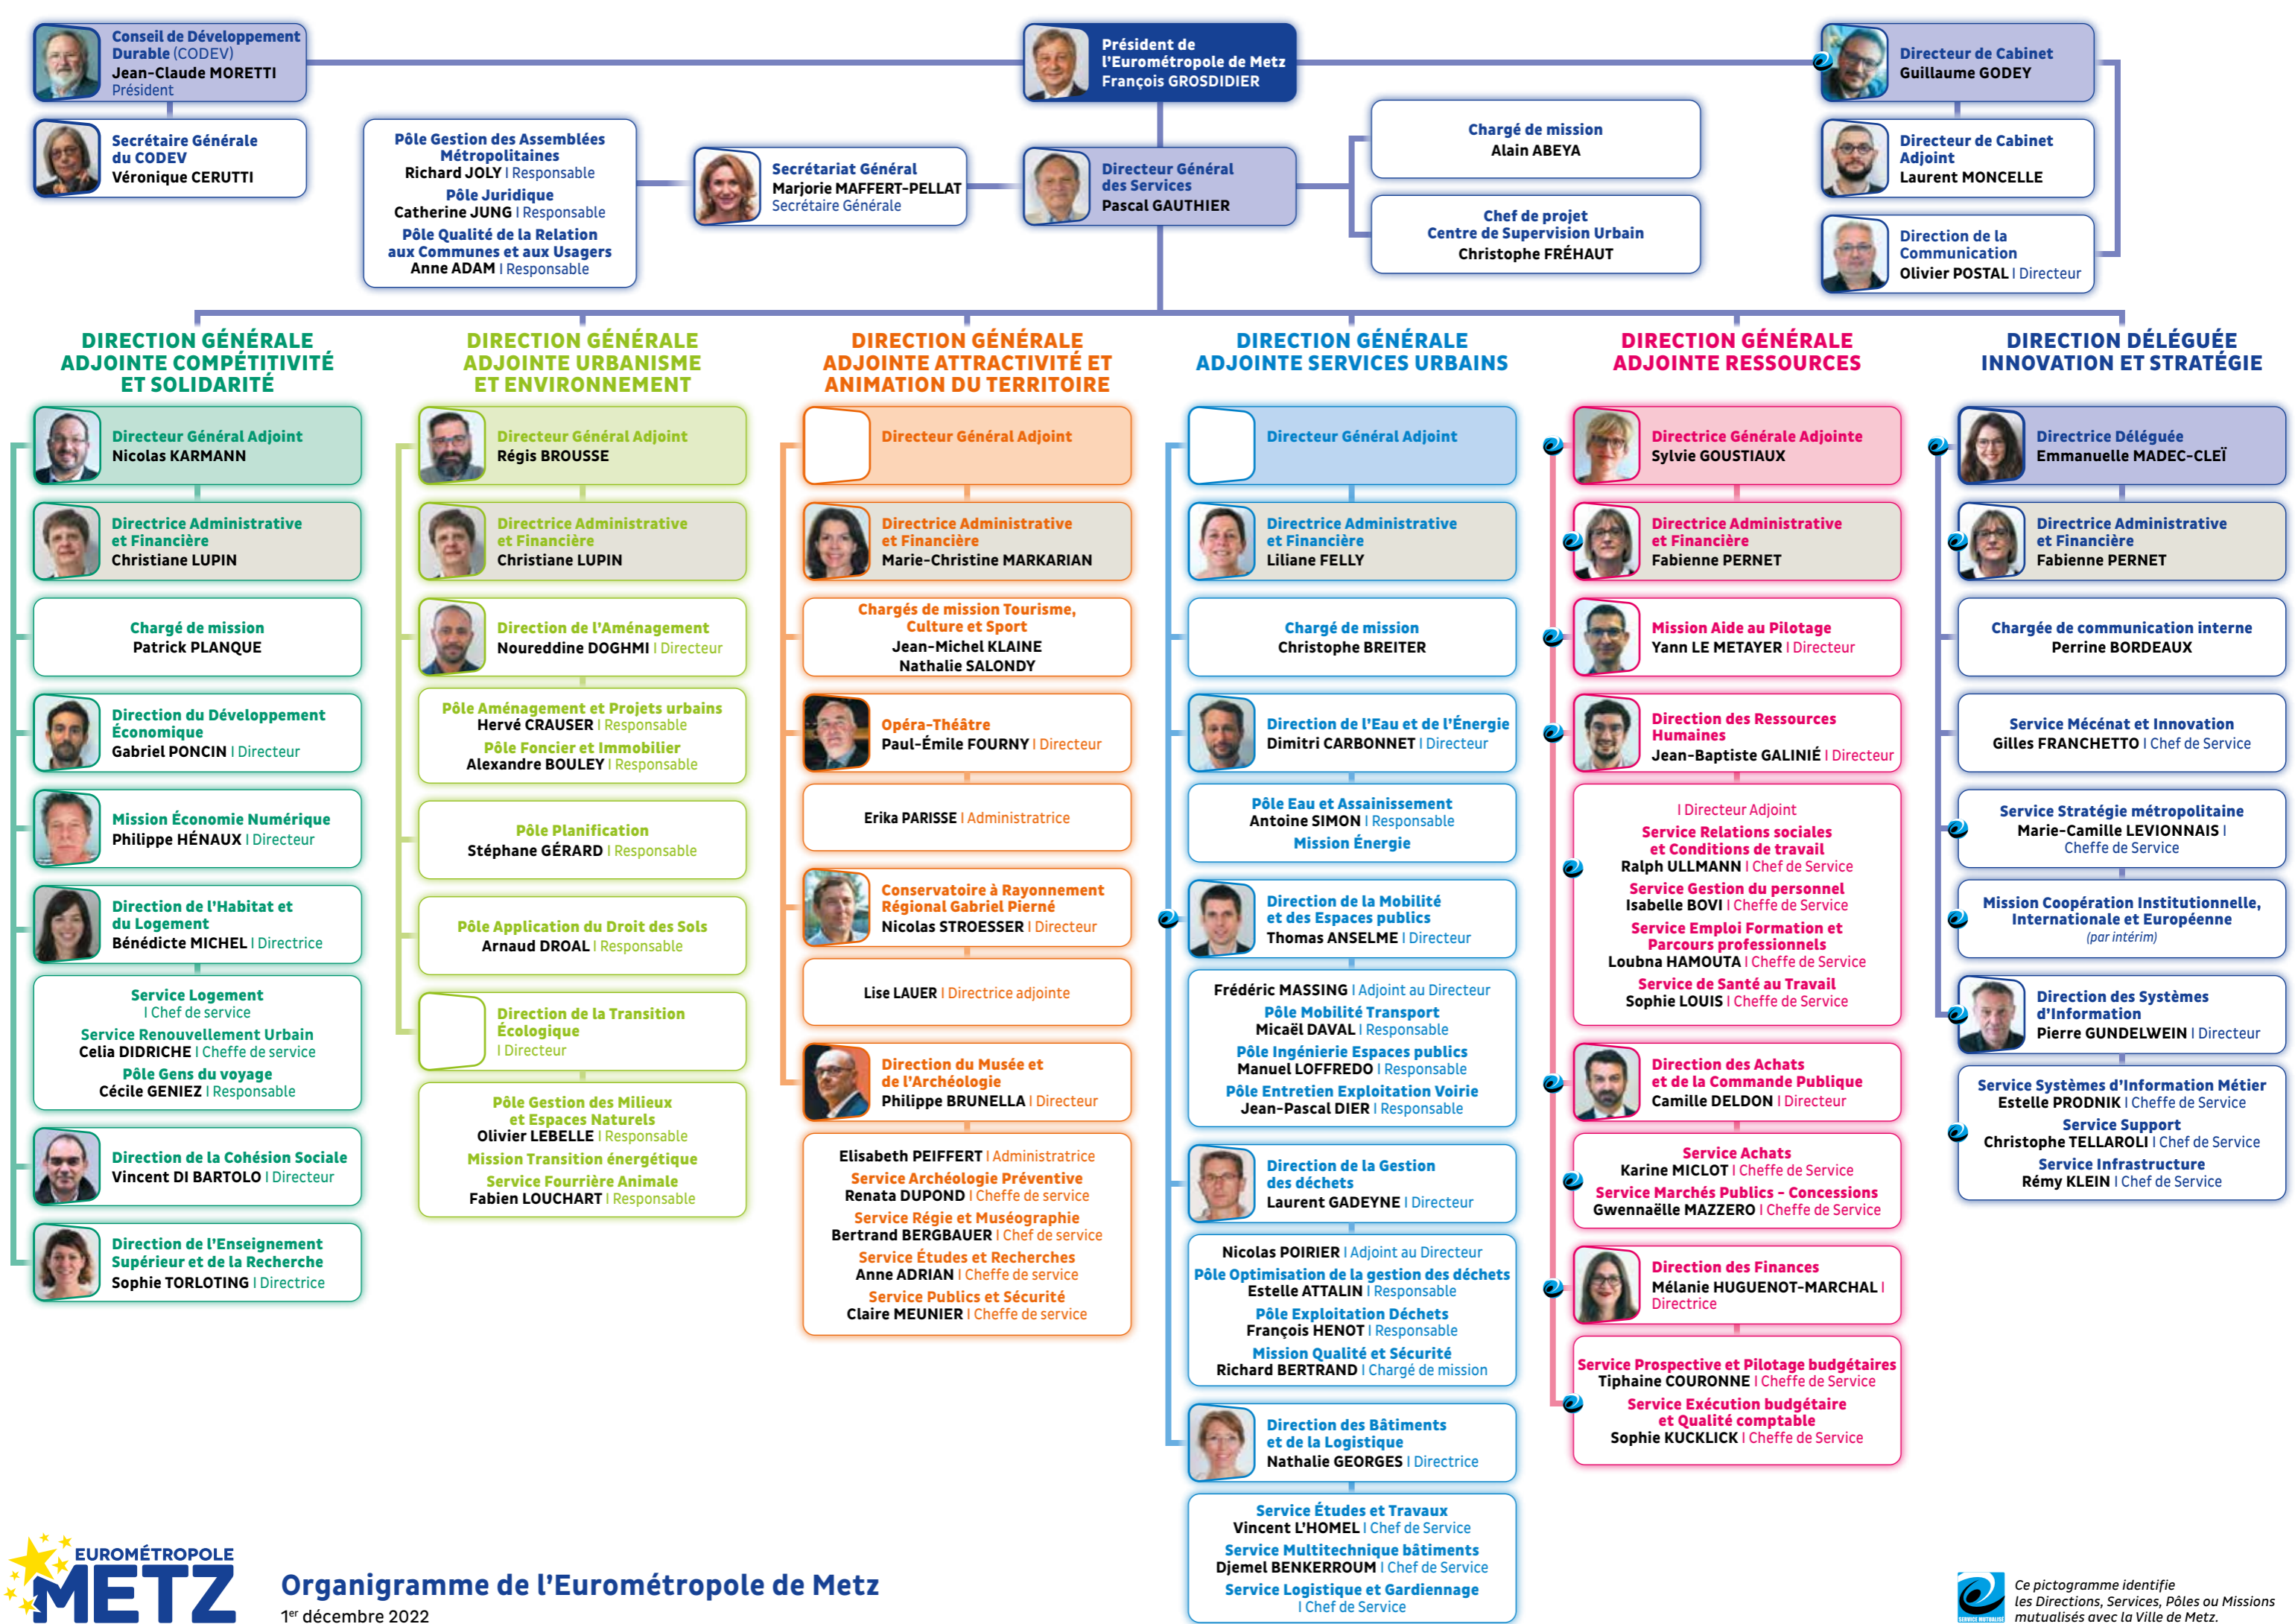 Conseil de Développement
Durable (CODEV)
Jean-Claude MORETTI
Président
Secrétaire Générale
du CODEV
Véronique CERUTTI
Président de
l'Eurométropole de Metz
François GROSDIDIER
Directeur de Cabinet
Guillaume GODEY
Directeur de Cabinet
Adjoint
Laurent MONCELLE
Direction de la
Communication
Olivier POSTAL I Directeur
Pôle Gestion des Assemblées
Métropolitaines
Richard JOLY I Responsable
Pôle Juridique
Catherine JUNG I Responsable
Pôle Qualité de la Relation
aux Communes et aux Usagers
Anne ADAM I Responsable
Secrétariat Général
Marjorie MAFFERT-PELLAT
Secrétaire Générale
Directeur Général
des Services
Pascal GAUTHIER
Chargé de mission
Alain ABEYA
Chef de projet
Centre de Supervision Urbain
Christophe FRÉHAUT
DIRECTION GÉNÉRALE
ADJOINTE COMPÉTITIVITÉ
ET SOLIDARITÉ
Directeur Général Adjoint
Nicolas KARMANN
Directrice Administrative
et Financière
Christiane LUPIN
Chargé de mission
Patrick PLANQUE
Direction du Développement
Économique
Gabriel PONCIN I Directeur
Mission Économie Numérique
Philippe HÉNAUX I Directeur
Direction de l'Habitat et
du Logement
Bénédicte MICHEL I Directrice
Service Logement
I Chef de service
Service Renouvellement Urbain
Celia DIDRICHE I Cheffe de service
Pôle Gens du voyage
Cécile GENIEZ I Responsable
Direction de la Cohésion Sociale
Vincent DI BARTOLO I Directeur
Direction de l'Enseignement
Supérieur et de la Recherche
Sophie TORLOTING I Directrice
DIRECTION GÉNÉRALE
ADJOINTE URBANISME
ET ENVIRONNEMENT
Directeur Général Adjoint
Régis BROUSSE
Directrice Administrative
et Financière
Christiane LUPIN
Direction de l'Aménagement
Noureddine DOGHMI I Directeur
Pôle Aménagement et Projets urbains
Hervé CRAUSER I Responsable
Pôle Foncier et Immobilier
Alexandre BOULEY I Responsable
Pôle Planification
Stéphane GÉRARD I Responsable
Pôle Application du Droit des Sols
Arnaud DROAL I Responsable
Direction de la Transition
Écologique
I Directeur
Pôle Gestion des Milieux
et Espaces Naturels
Olivier LEBELLE I Responsable
Mission Transition énergétique
Service Fourrière Animale
Fabien LOUCHART I Responsable
DIRECTION GÉNÉRALE
ADJOINTE ATTRACTIVITÉ ET
ANIMATION DU TERRITOIRE
Directeur Général Adjoint
Directrice Administrative
et Financière
Marie-Christine MARKARIAN
Chargés de mission Tourisme,
Culture et Sport
Jean-Michel KLAINE
Nathalie SALONDY
Opéra-Théâtre
Paul-Émile FOURNY I Directeur
Erika PARISSE I Administratrice
Conservatoire à Rayonnement
Régional Gabriel Pierné
Nicolas STROESSER I Directeur
Lise LAUER I Directrice adjointe
Direction du Musée et
de l'Archéologie
Philippe BRUNELLA I Directeur
Elisabeth PEIFFERT I Administratrice
Service Archéologie Préventive
Renata DUPOND I Cheffe de service
Service Régie et Muséographie
Bertrand BERGBAUER I Chef de service
Service Études et Recherches
Anne ADRIAN I Cheffe de service
Service Publics et Sécurité
Claire MEUNIER I Cheffe de service
DIRECTION GÉNÉRALE
ADJOINTE SERVICES URBAINS
Directeur Général Adjoint
Directrice Administrative
et Financière
Liliane FELLY
Chargé de mission
Christophe BREITER
Direction de l'Eau et de l'Énergie
Dimitri CARBONNET I Directeur
Pôle Eau et Assainissement
Antoine SIMON I Responsable
Mission Énergie
Direction de la Mobilité
et des Espaces publics
Thomas ANSELME I Directeur
Frédéric MASSING I Adjoint au Directeur
Pôle Mobilité Transport
Micaël DAVAL I Responsable
Pôle Ingénierie Espaces publics
Manuel LOFFREDO I Responsable
Pôle Entretien Exploitation Voirie
Jean-Pascal DIER I Responsable
Direction de la Gestion
des déchets
Laurent GADEYNE I Directeur
Nicolas POIRIER I Adjoint au Directeur
Pôle Optimisation de la gestion des déchets
Estelle ATTALIN I Responsable
Pôle Exploitation Déchets
François HENOT I Responsable
Mission Qualité et Sécurité
Richard BERTRAND I Chargé de mission
Direction des Bâtiments
et de la Logistique
Nathalie GEORGES I Directrice
Service Études et Travaux
Vincent L'HOMEL I Chef de Service
Service Multitechnique bâtiments
Djemel BENKERROUM I Chef de Service
Service Logistique et Gardiennage
I Chef de Service
DIRECTION GÉNÉRALE
ADJOINTE RESSOURCES
Directrice Générale Adjointe
Sylvie GOUSTIAUX
Directrice Administrative
et Financière
Fabienne PERNET
Mission Aide au Pilotage
Yann LE METAYER I Directeur
Direction des Ressources
Humaines
Jean-Baptiste GALINIÉ I Directeur
I Directeur Adjoint
Service Relations sociales
et Conditions de travail
Ralph ULLMANN I Chef de Service
Service Gestion du personnel
Isabelle BOVI I Cheffe de Service
Service Emploi Formation et
Parcours professionnels
Loubna HAMOUTA I Cheffe de Service
Service de Santé au Travail
Sophie LOUIS I Cheffe de Service
Direction des Achats
et de la Commande Publique
Camille DELDON I Directeur
Service Achats
Karine MICLOT I Cheffe de Service
Service Marchés Publics - Concessions
Gwennaëlle MAZZERO I Cheffe de Service
Direction des Finances
Mélanie HUGUENOT-MARCHAL I
Directrice
Service Prospective et Pilotage budgétaires
Tiphaine COURONNE I Cheffe de Service
Service Exécution budgétaire
et Qualité comptable
Sophie KUCKLICK I Cheffe de Service
DIRECTION DÉLÉGUÉE
INNOVATION ET STRATÉGIE
Directrice Déléguée
Emmanuelle MADEC-CLEÏ
Directrice Administrative
et Financière
Fabienne PERNET
Chargée de communication interne
Perrine BORDEAUX
Service Mécénat et Innovation
Gilles FRANCHETTO I Chef de Service
Service Stratégie métropolitaine
Marie-Camille LEVIONNAIS I
Cheffe de Service
Mission Coopération Institutionnelle,
Internationale et Européenne
(par intérim)
Direction des Systèmes
d'Information
Pierre GUNDELWEIN I Directeur
Service Systèmes d'Information Métier
Estelle PRODNIK I Cheffe de Service
Service Support
Christophe TELLAROLI I Chef de Service
Service Infrastructure
Rémy KLEIN I Chef de Service
EUROMÉTROPOLE
METZ
Organigramme de l'Eurométropole de Metz
1er décembre 2022
SERVICE MUTUALISÉ
Ce pictogramme identifie
les Directions, Services, Pôles ou Missions
mutualisés avec la Ville de Metz.